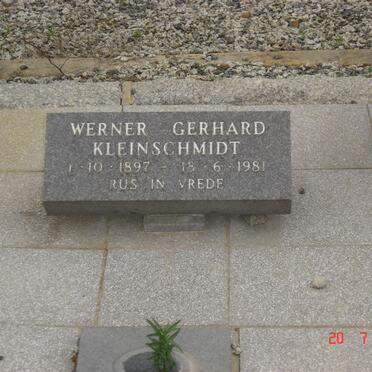 WERNER GERHARD
KLEINSCHMIDT
1·10·1897 - 18·6·1981
RUS IN VREDE
20 7